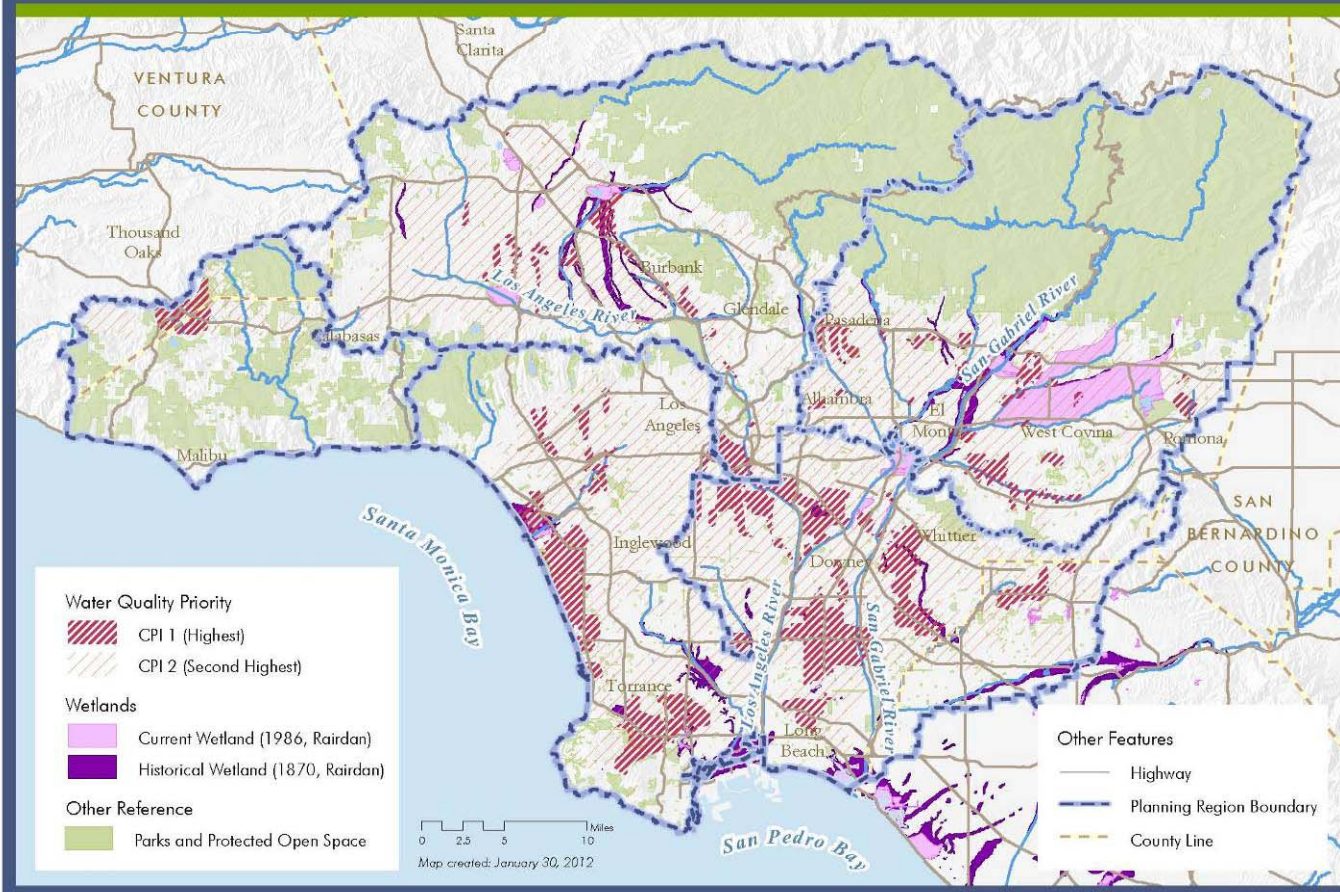 Santa
Clarita
VENTURA
COUNTY
Thousand
Oaks
Burbank
Los Angeles River
Glendale
Pasadena
San Gabriel River
Calabasas
Alhambra
El
Monte
West Covina
Pomona
Los
Angeles
Malibu
SAN
BERNARDINO
COUNTY
Santa Monica Bay
Inglewood
Whittier
Downey
Los Angeles River
San Gabriel River
Torrance
Long
Beach
San Pedro Bay
Water Quality Priority
CPI 1 (Highest)
CPI 2 (Second Highest)
Wetlands
Current Wetland (1986, Rairdan)
Historical Wetland (1870, Rairdan)
Other Reference
Parks and Protected Open Space
Miles
0 2.5 5 10
Map created: January 30, 2012
Other Features
Highway
Planning Region Boundary
County Line